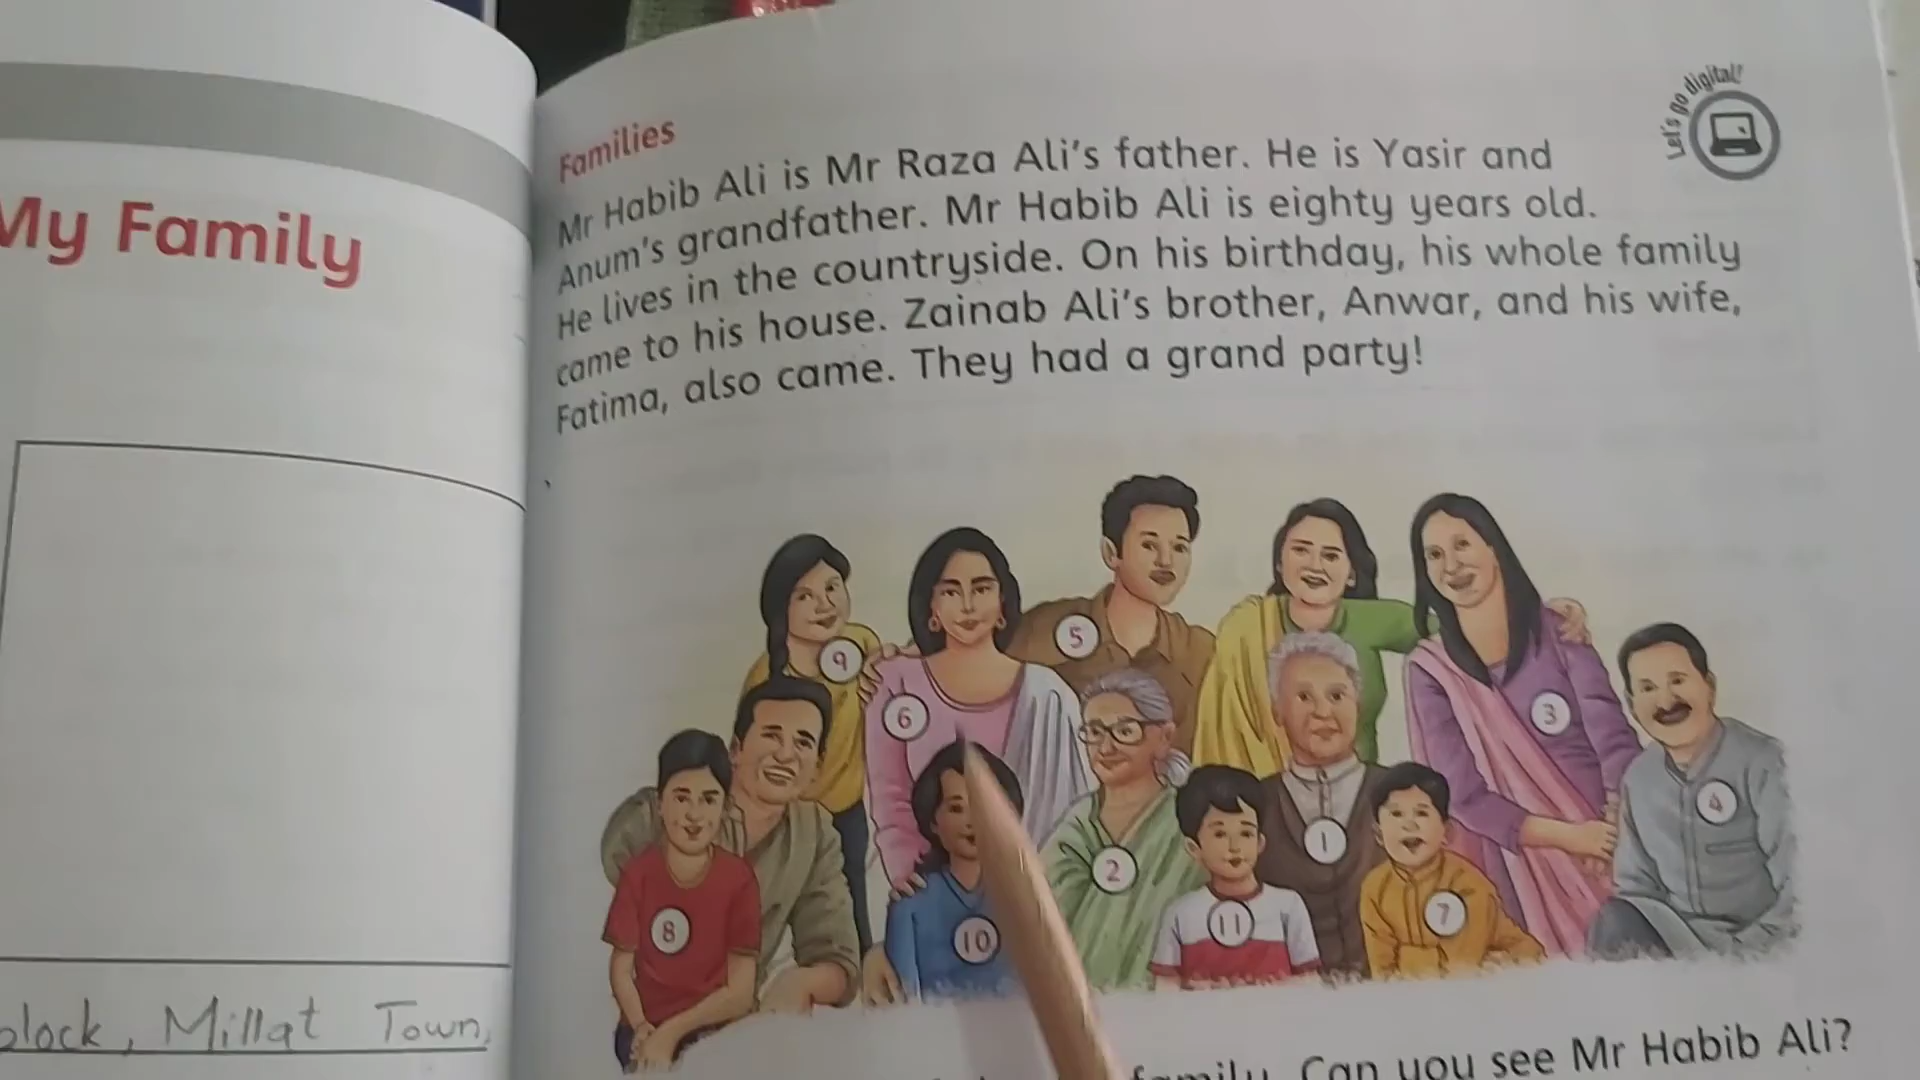 My Family
block, Millat Town,
Let's go digital!
Families
Mr Habib Ali is Mr Raza Ali's father. He is Yasir and
Anum's grandfather. Mr Habib Ali is eighty years old.
He lives in the countryside. On his birthday, his whole family
came to his house. Zainab Ali's brother, Anwar, and his wife,
Fatima, also came. They had a grand party!
5
9
6
3
4
2
1
8
10
11
7
family. Can you see Mr Habib Ali?